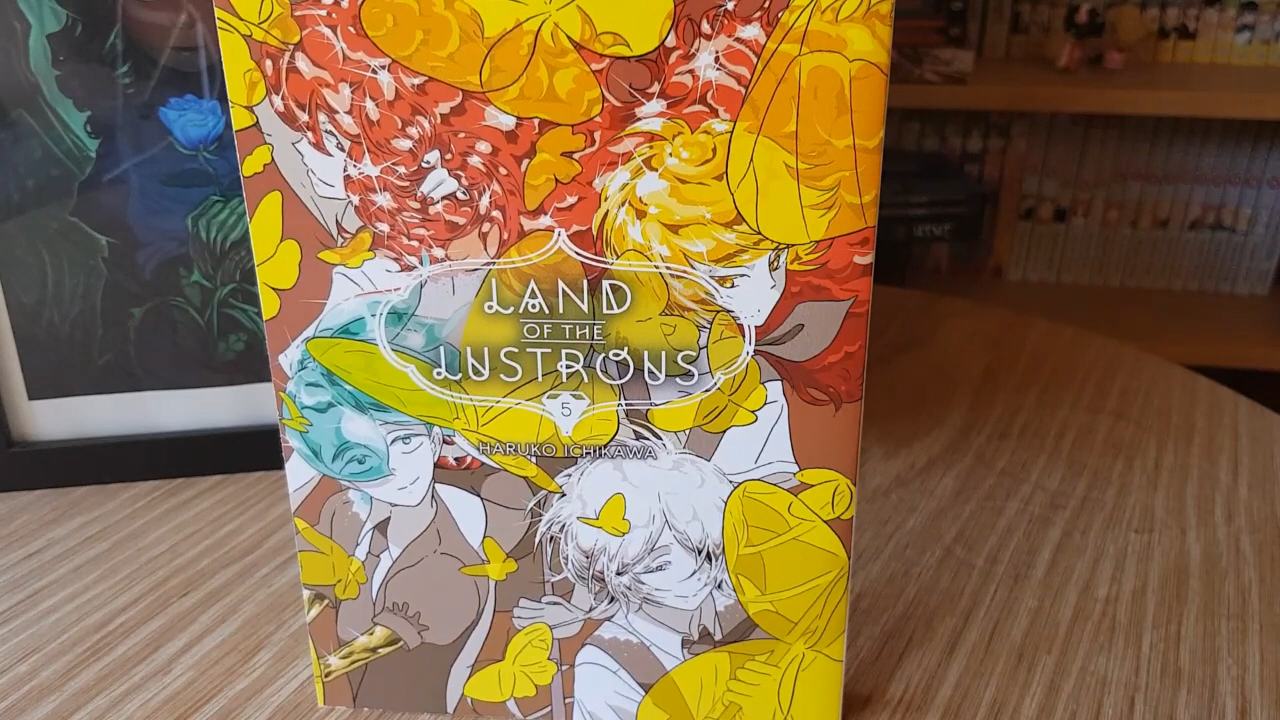 LAND
OF THE
LUSTROUS
5
HARUKO ICHIKAWA